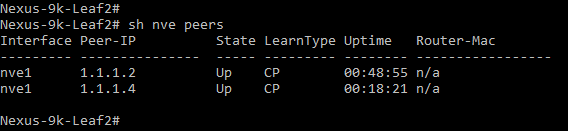 Nexus-9k-Leaf2#
Nexus-9k-Leaf2# sh nve peers
Interface Peer-IP         State LearnType Uptime   Router-Mac
--------- --------------- ----- --------- -------- -----------------
nve1      1.1.1.2         Up    CP        00:48:55 n/a
nve1      1.1.1.4         Up    CP        00:18:21 n/a
Nexus-9k-Leaf2#